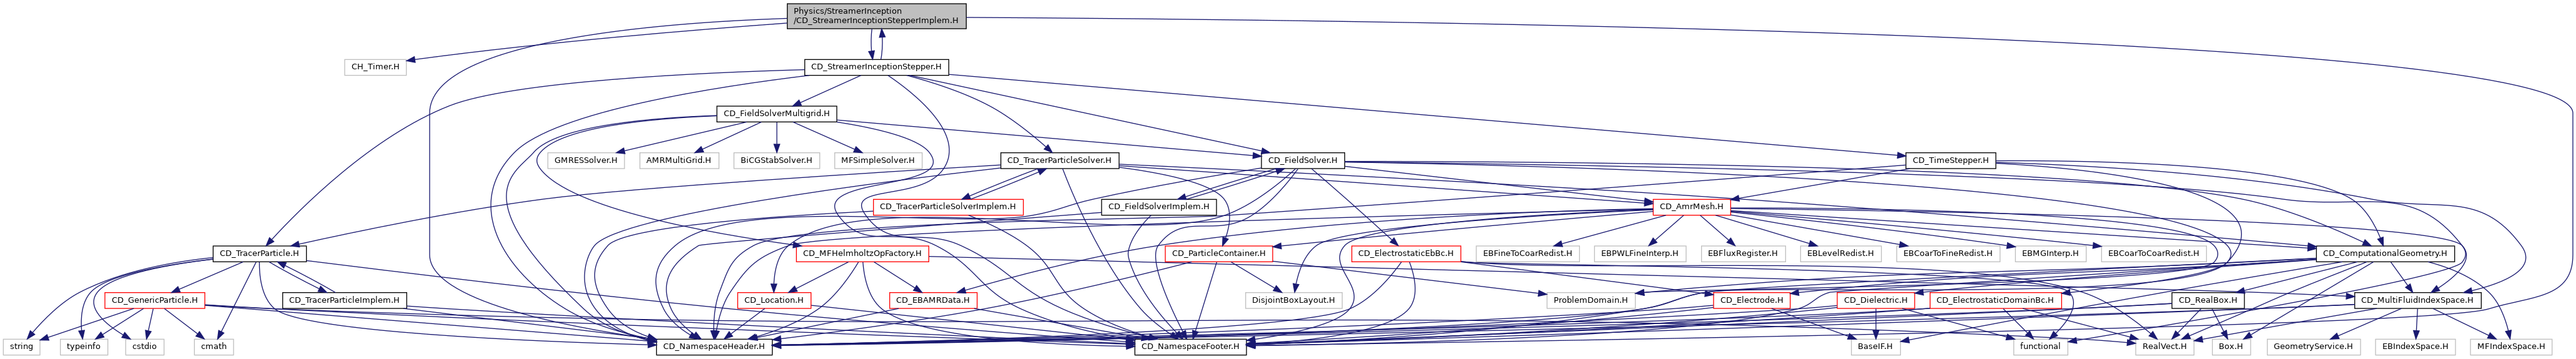 Physics/StreamerInception
/CD_StreamerInceptionStepperImplem.H
CH_Timer.H
CD_StreamerInceptionStepper.H
CD_FieldSolverMultigrid.H
GMRESSolver.H
AMRMultiGrid.H
BiCGStabSolver.H
MFSimpleSolver.H
CD_TracerParticleSolver.H
CD_FieldSolver.H
CD_TimeStepper.H
CD_TracerParticleSolverImplem.H
CD_FieldSolverImplem.H
CD_AmrMesh.H
CD_TracerParticle.H
CD_MFHelmholtzOpFactory.H
CD_ParticleContainer.H
CD_ElectrostaticEbBc.H
EBFineToCoarRedist.H
EBPWLFineInterp.H
EBFluxRegister.H
EBLevelRedist.H
EBCoarToFineRedist.H
EBMGInterp.H
EBCoarToCoarRedist.H
CD_ComputationalGeometry.H
CD_GenericParticle.H
CD_TracerParticleImplem.H
CD_Location.H
CD_EBAMRData.H
DisjointBoxLayout.H
ProblemDomain.H
CD_Electrode.H
CD_Dielectric.H
CD_ElectrostaticDomainBc.H
CD_RealBox.H
CD_MultiFluidIndexSpace.H
string
typeinfo
cstdio
cmath
CD_NamespaceHeader.H
CD_NamespaceFooter.H
BaseIF.H
functional
RealVect.H
Box.H
GeometryService.H
EBIndexSpace.H
MFIndexSpace.H